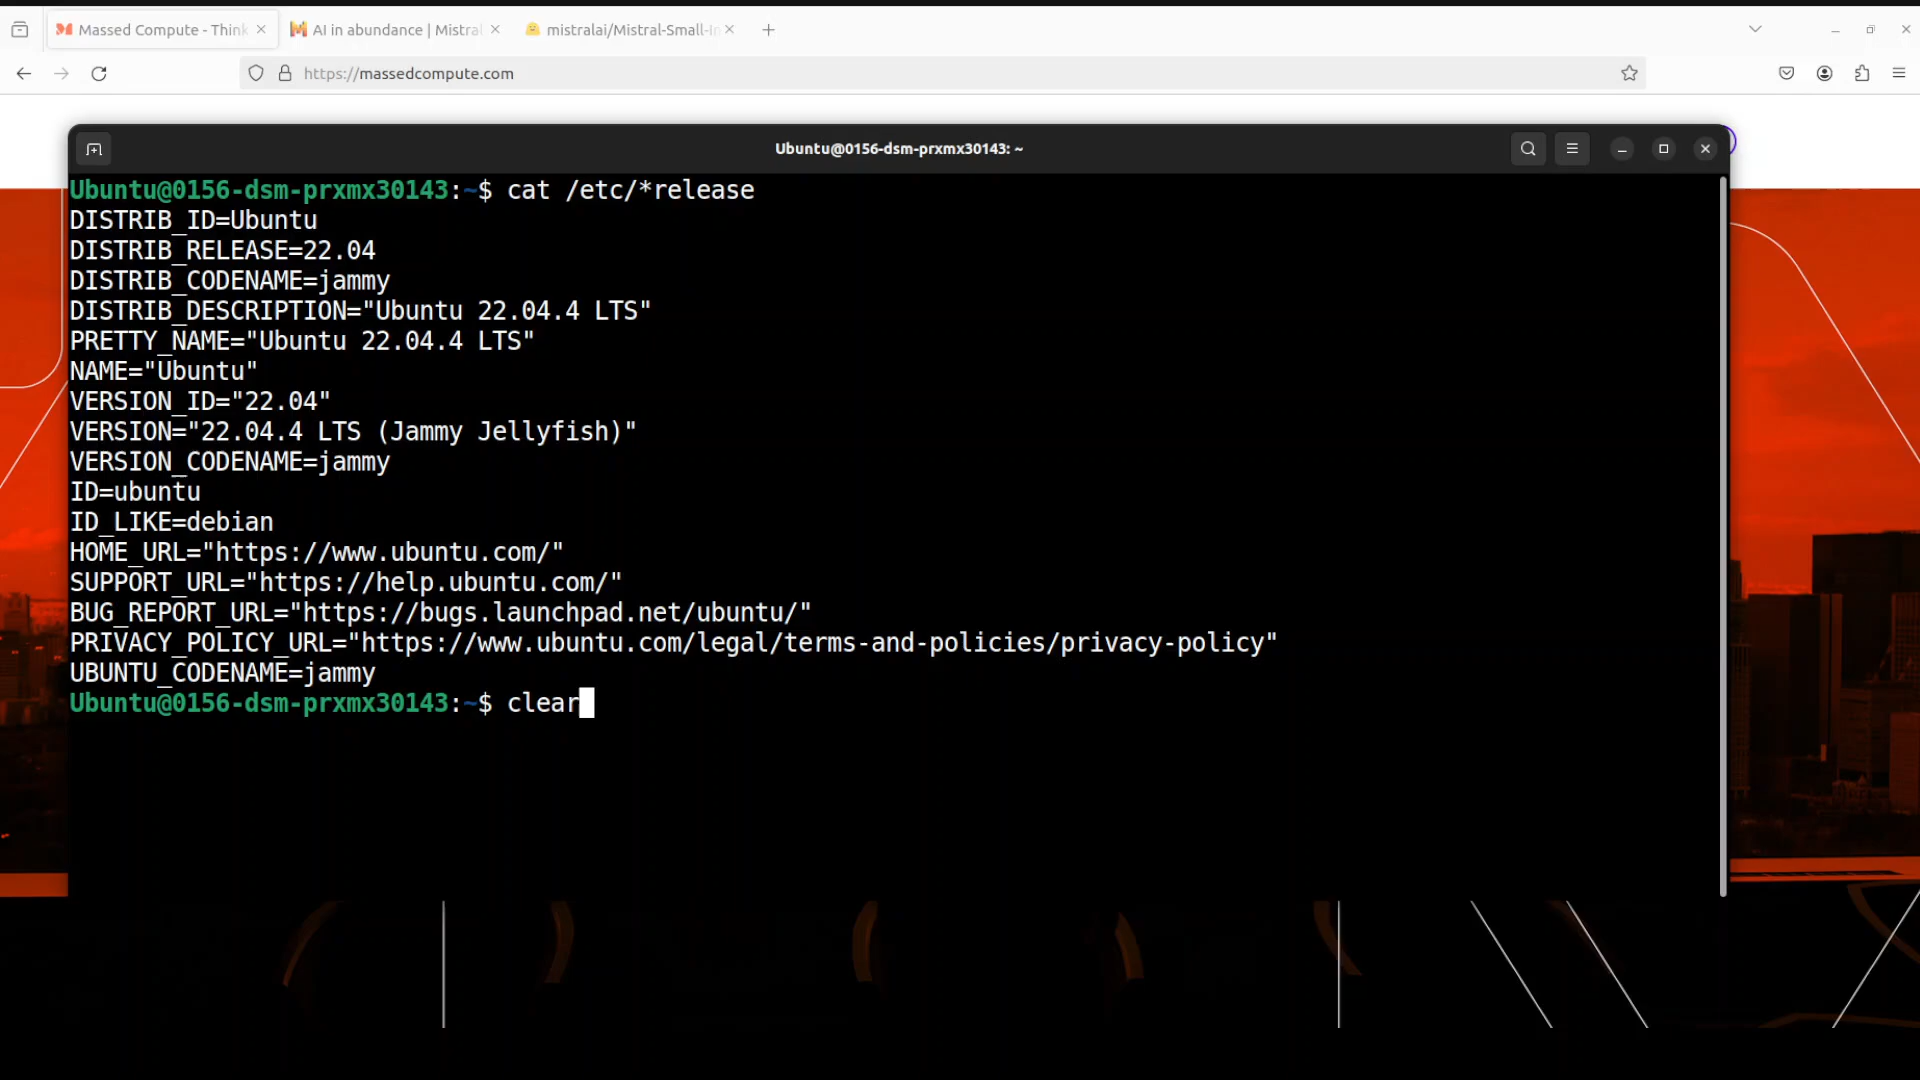 Massed Compute - Think
AI in abundance | Mistral
mistralai/Mistral-Small-In
https://massedcompute.com
Ubuntu@0156-dsm-prxmx30143: ~
Ubuntu@0156-dsm-prxmx30143:~$ cat /etc/*release
DISTRIB_ID=Ubuntu
DISTRIB_RELEASE=22.04
DISTRIB_CODENAME=jammy
DISTRIB_DESCRIPTION="Ubuntu 22.04.4 LTS"
PRETTY_NAME="Ubuntu 22.04.4 LTS"
NAME="Ubuntu"
VERSION_ID="22.04"
VERSION="22.04.4 LTS (Jammy Jellyfish)"
VERSION_CODENAME=jammy
ID=ubuntu
ID_LIKE=debian
HOME_URL="https://www.ubuntu.com/"
SUPPORT_URL="https://help.ubuntu.com/"
BUG_REPORT_URL="https://bugs.launchpad.net/ubuntu/"
PRIVACY_POLICY_URL="https://www.ubuntu.com/legal/terms-and-policies/privacy-policy"
UBUNTU_CODENAME=jammy
Ubuntu@0156-dsm-prxmx30143:~$ clear